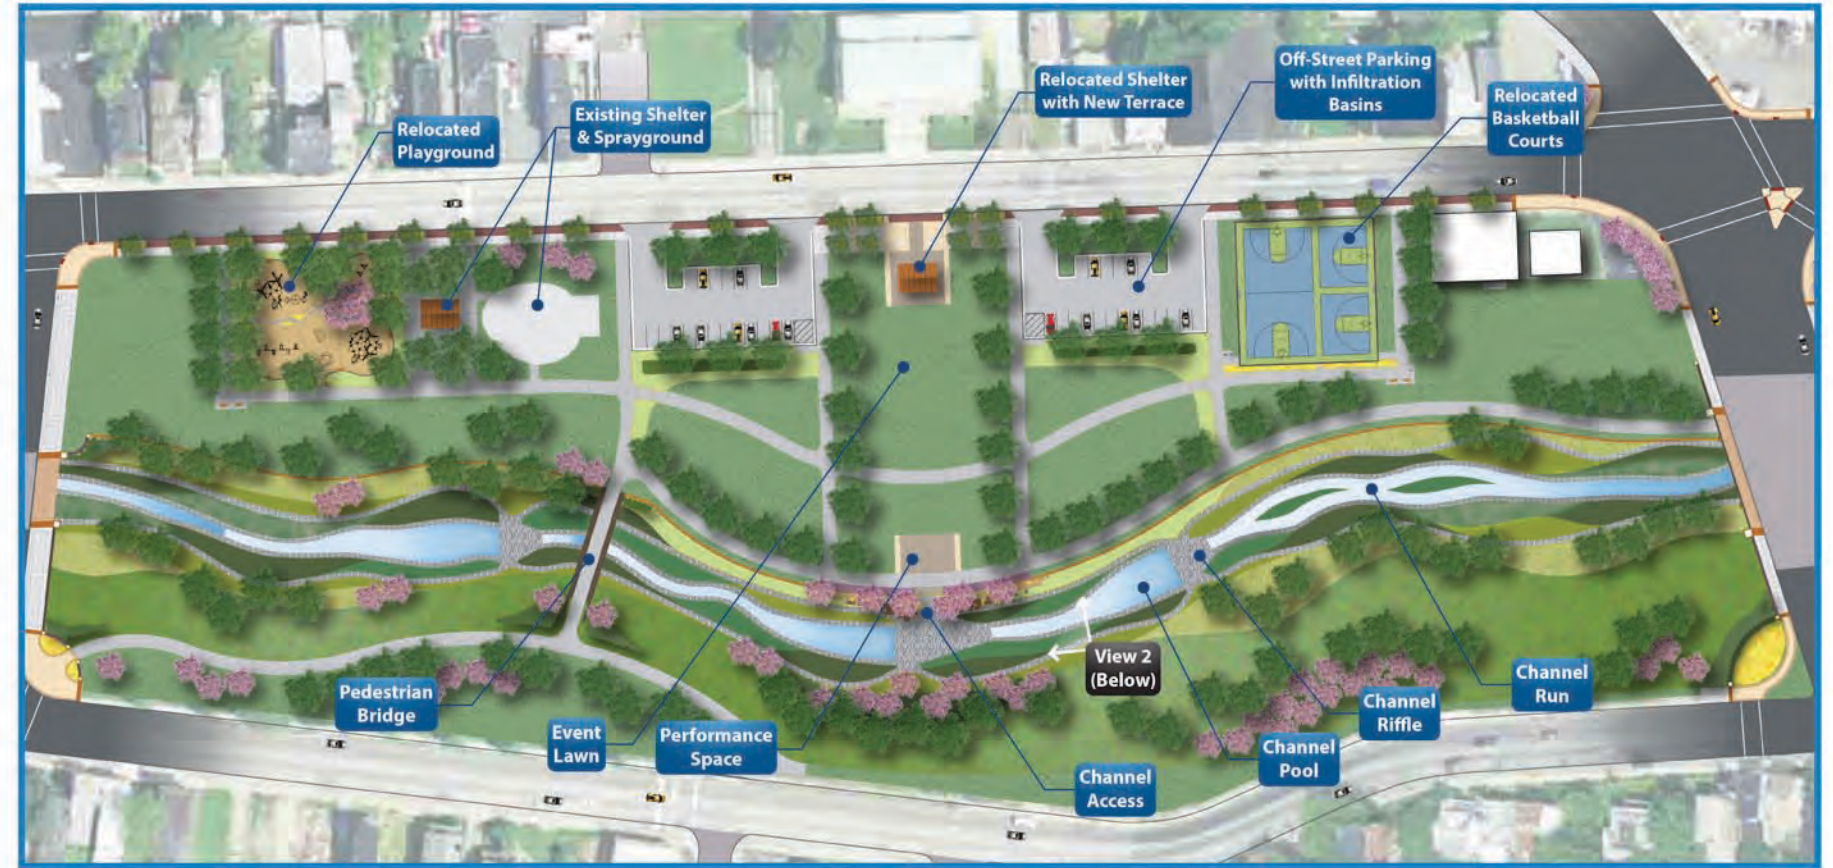 Relocated
Playground
Existing Shelter
& Sprayground
Relocated Shelter
with New Terrace
Off-Street Parking
with Infiltration
Basins
Relocated
Basketball
Courts
Pedestrian
Bridge
Event
Lawn
Performance
Space
Channel
Access
View 2
(Below)
Channel
Pool
Channel
Riffle
Channel
Run